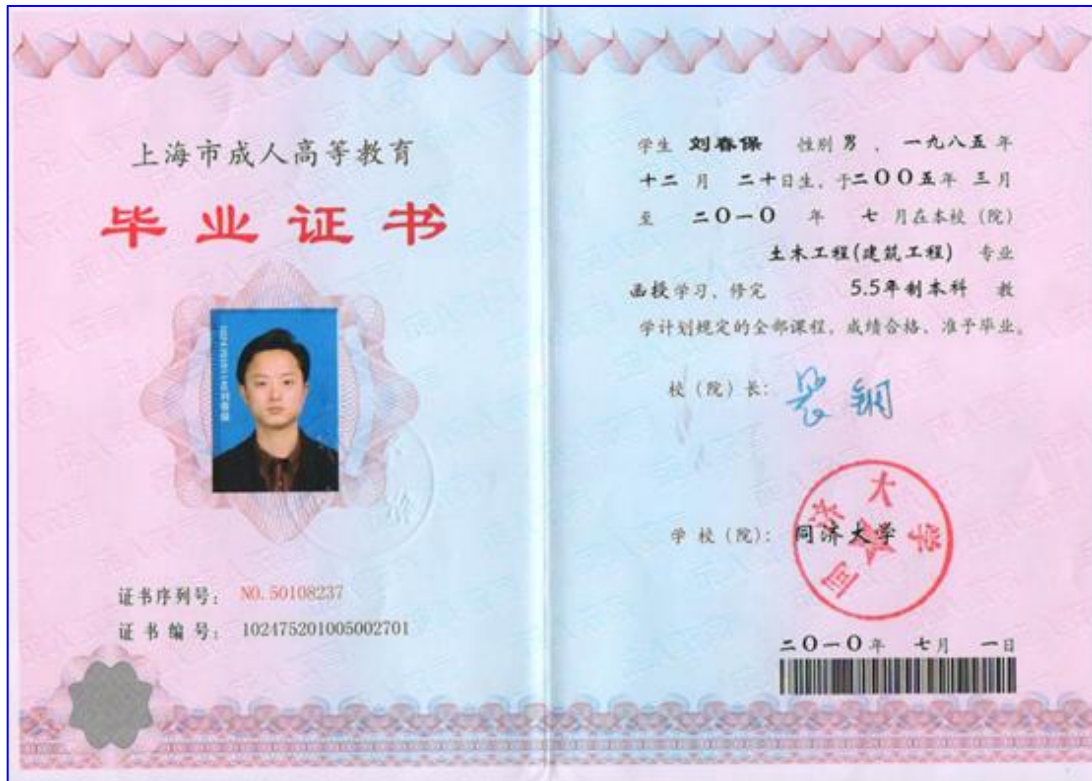 上海市成人高等教育
毕业证书
证书序列号: NO. 50108237
证书编号: 102475201005002701
学生 刘春保 性别 男 , 一九八五年
十二 月 二十日生, 于二〇〇五年 三月
至 二〇一〇 年 七 月在本校 (院)
土木工程(建筑工程) 专业
函授学习、修完 5.5年制本科 教
学计划规定的全部课程, 成绩合格, 准予毕业。
校 (院) 长: 裴钢
学 校 (院): 同济大学
同济大学
二〇一〇年 七月 一日